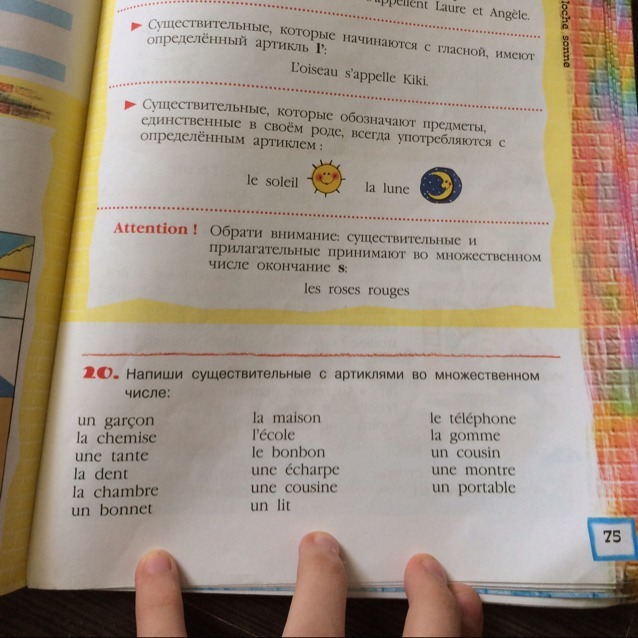 s'appellent Laure et Angèle.
Существительные, которые начинаются с гласной, имеют
определённый артикль l':
L'oiseau s'appelle Kiki.
Существительные, которые обозначают предметы,
единственные в своём роде, всегда употребляются с
определённым артиклем :
le soleil
la lune
Attention ! Обрати внимание: существительные и
прилагательные принимают во множественном
числе окончание s:
les roses rouges
20. Напиши существительные с артиклями во множественном
числе:
un garçon
la chemise
une tante
la dent
la chambre
un bonnet
la maison
l'école
le bonbon
une écharpe
une cousine
un lit
le téléphone
la gomme
un cousin
une montre
un portable
75
loche sonne